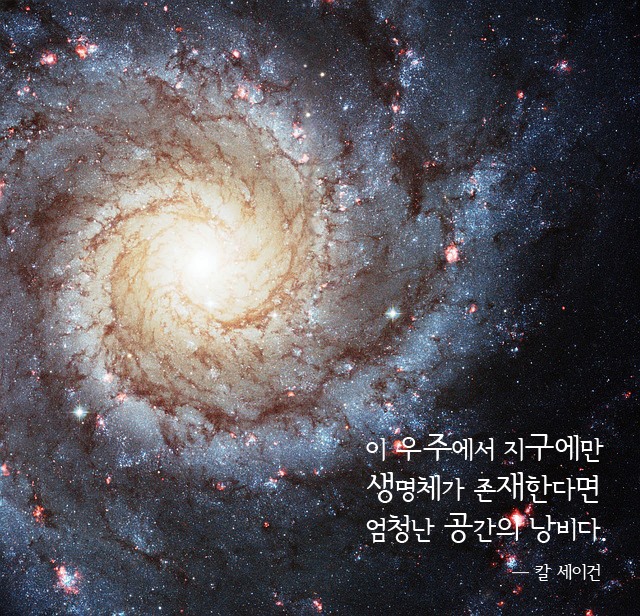 이 우주에서 지구에만
생명체가 존재한다면
엄청난 공간의 낭비다.
— 칼 세이건